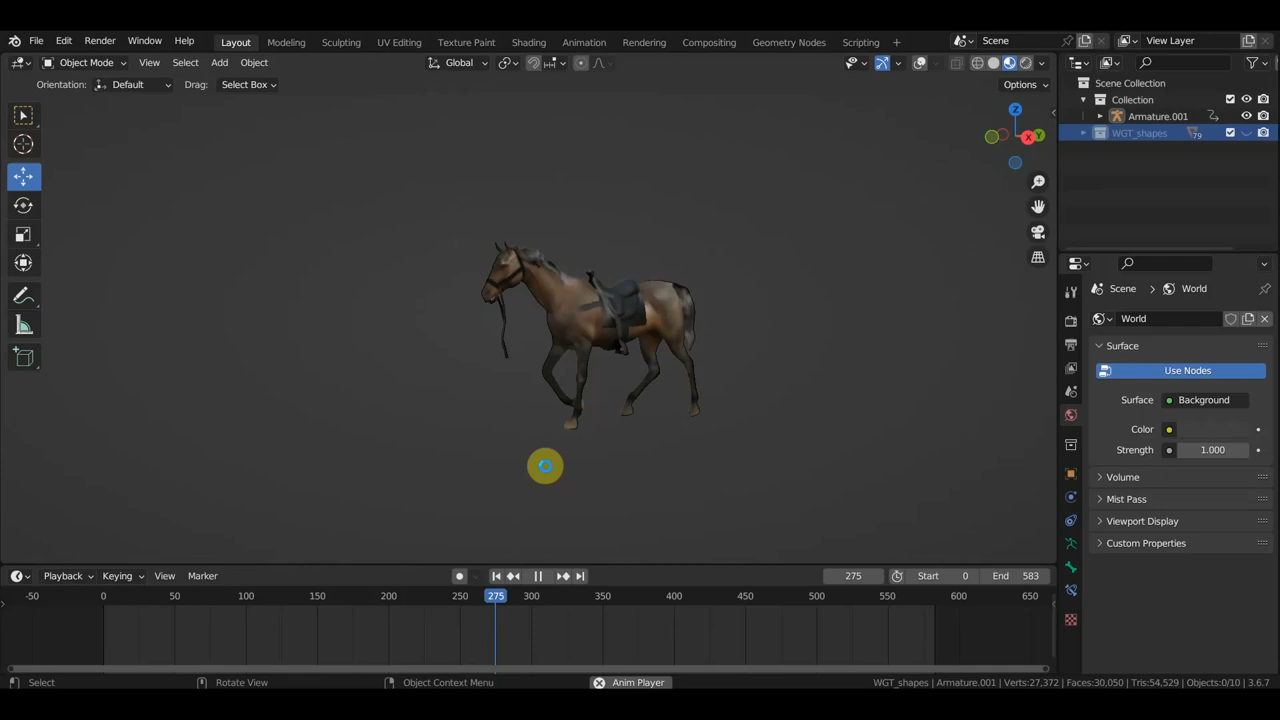 File Edit Render Window Help Layout Modeling Sculpting UV Editing Texture Paint Shading Animation Rendering Compositing Geometry Nodes Scripting + Scene View Layer
Object Mode View Select Add Object Global
Orientation: Default Drag: Select Box Options
Z
X
Y
Scene Collection
Collection
Armature.001
WGT_shapes 79
Scene > World
World
Surface
Use Nodes
Surface Background
Color
Strength 1.000
Volume
Mist Pass
Viewport Display
Custom Properties
Playback Keying View Marker 275 Start 0 End 583
-50 0 50 100 150 200 250 275 300 350 400 450 500 550 600 650
Select Rotate View Object Context Menu Anim Player WGT_shapes | Armature.001 | Verts:27,372 | Faces:30,050 | Tris:54,529 | Objects:0/10 | 3.6.7